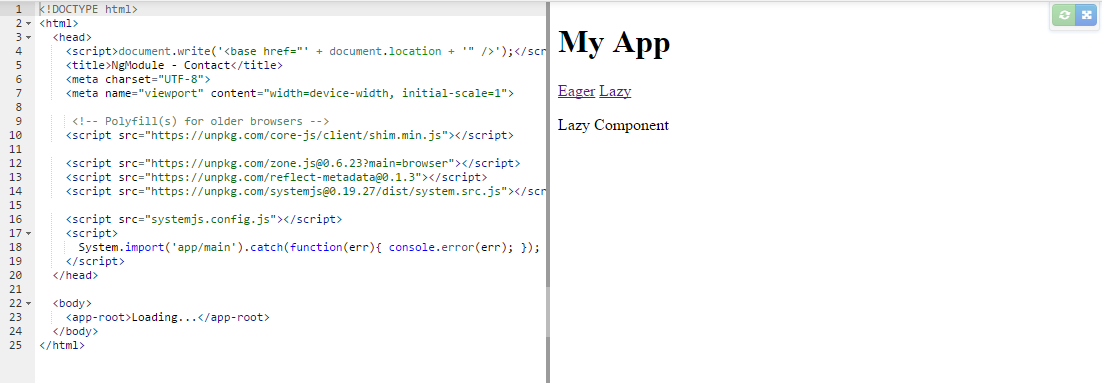 1 <!DOCTYPE html>
2 <html>
3 <head>
4 <script>document.write('<base href="' + document.location + '" />');</scr
5 <title>NgModule - Contact</title>
6 <meta charset="UTF-8">
7 <meta name="viewport" content="width=device-width, initial-scale=1">
8
9 <!-- Polyfill(s) for older browsers -->
10 <script src="https://unpkg.com/core-js/client/shim.min.js"></script>
11
12 <script src="https://unpkg.com/zone.js@0.6.23?main=browser"></script>
13 <script src="https://unpkg.com/reflect-metadata@0.1.3"></script>
14 <script src="https://unpkg.com/systemjs@0.19.27/dist/system.src.js"></scr
15
16 <script src="systemjs.config.js"></script>
17 <script>
18 System.import('app/main').catch(function(err){ console.error(err); });
19 </script>
20 </head>
21
22 <body>
23 <app-root>Loading...</app-root>
24 </body>
25 </html>
My App
Eager Lazy
Lazy Component